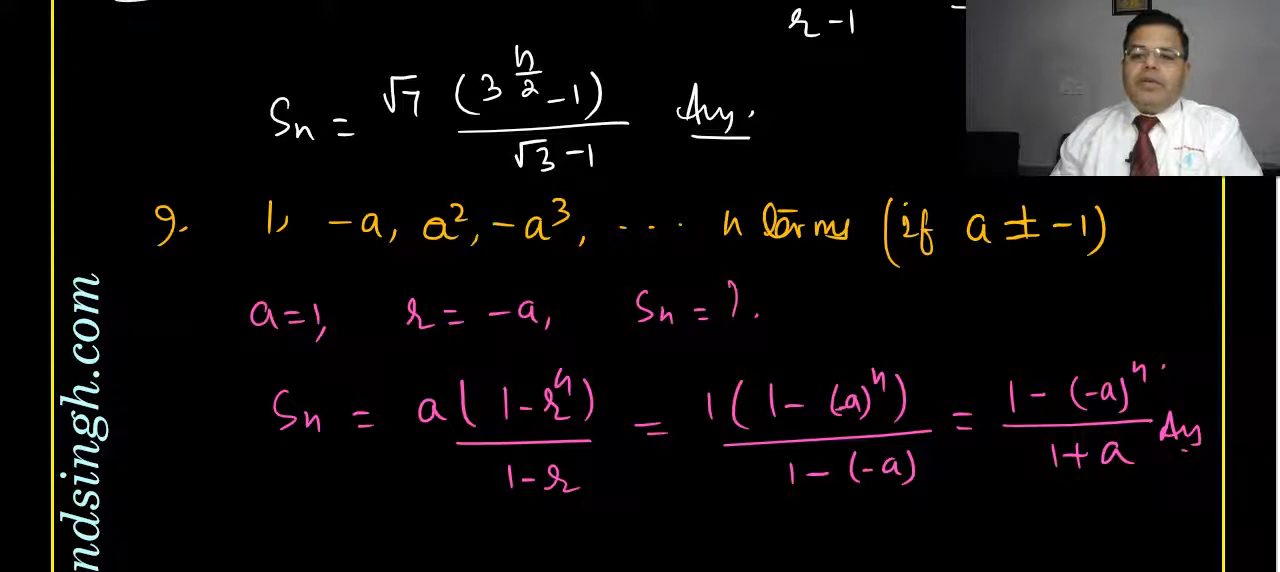 r-1
Sn = √7 (3^(n/2) -1) / (√3 -1) Ans.
9. 1, -a, a², -a³, .... n terms (if a ≠ -1)
a=1, r = -a, Sn = ?.
Sn = a(1-r^n) / (1-r) = 1(1-(-a)^n) / (1-(-a)) = (1-(-a)^n) / (1+a) Ans
ndsingh.com